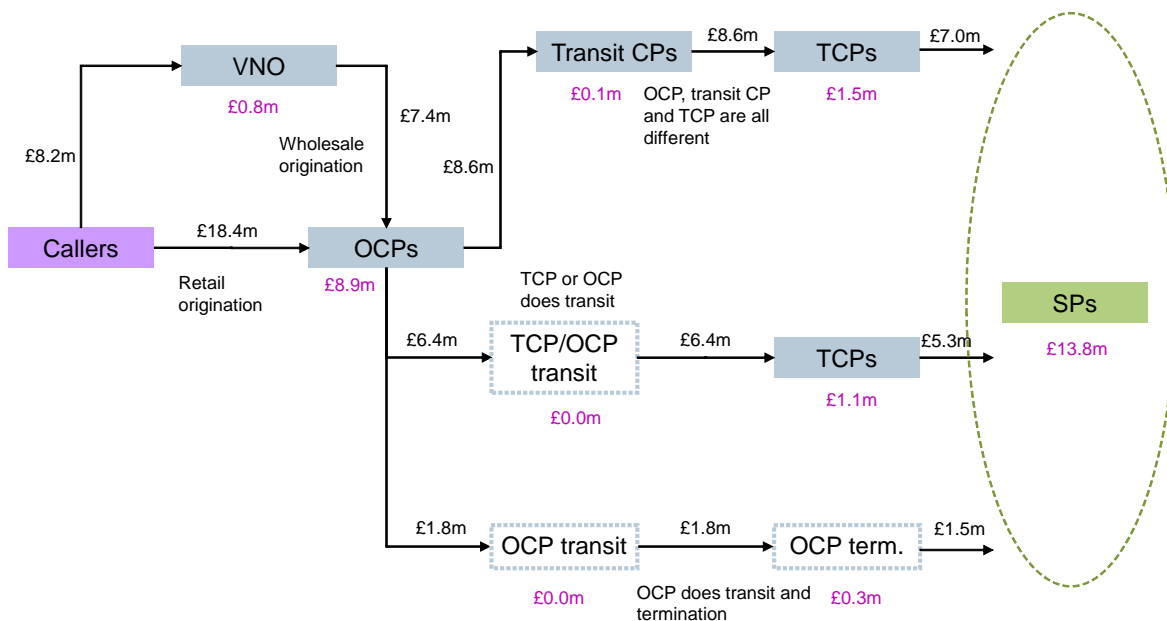 £8.6m
£7.0m
VNO
Transit CPs
TCPs
£0.8m
£0.1m
OCP, transit CP
and TCP are all
different
£1.5m
£7.4m
Wholesale
origination
£8.2m
£8.6m
£18.4m
Callers
OCPs
Retail
origination
£8.9m
TCP or OCP
does transit
SPs
£6.4m
TCP/OCP
transit
£6.4m
TCPs
£5.3m
£13.8m
£0.0m
£1.1m
£1.8m
£1.8m
£1.5m
OCP transit
OCP term.
£0.0m
OCP does transit and
termination
£0.3m